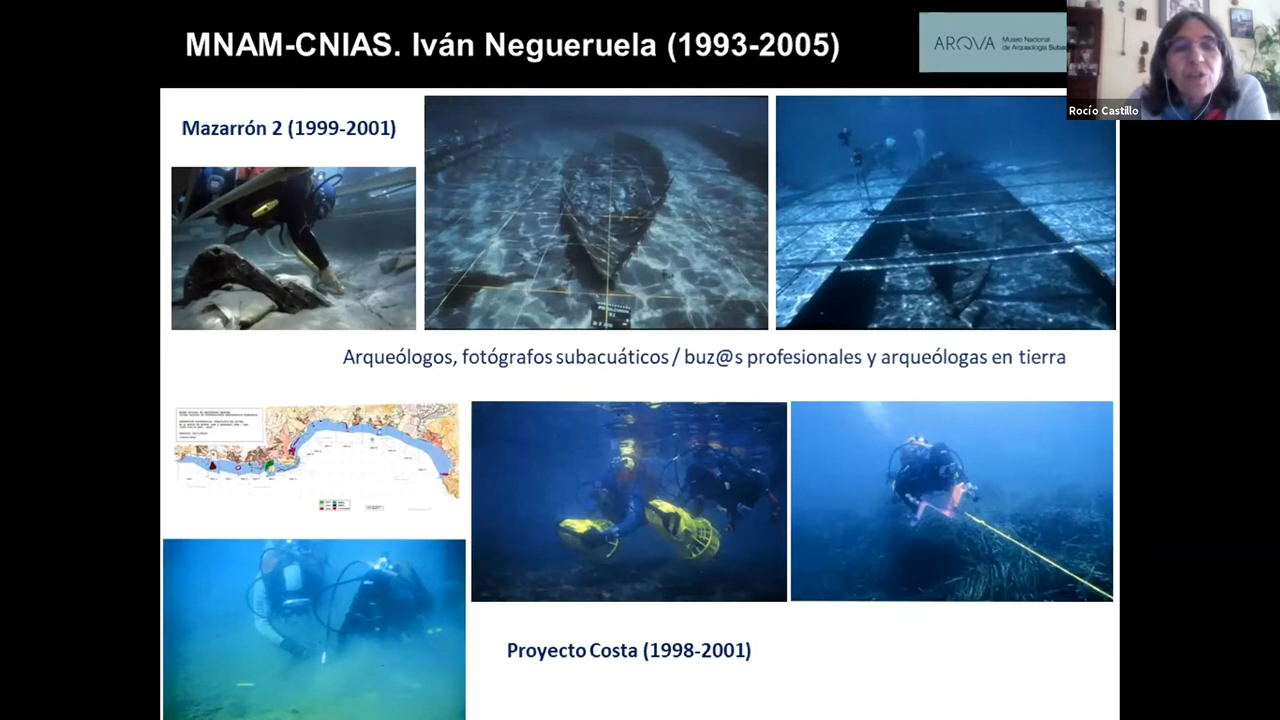 MNAM-CNIAS. Iván Negueruela (1993-2005)
ARQVA
Museo Nacional
de Arqueología
Rocío Castillo
Mazarrón 2 (1999-2001)
Arqueólogos, fotógrafos subacuáticos / buz@s profesionales y arqueólogas en tierra
Proyecto Costa (1998-2001)